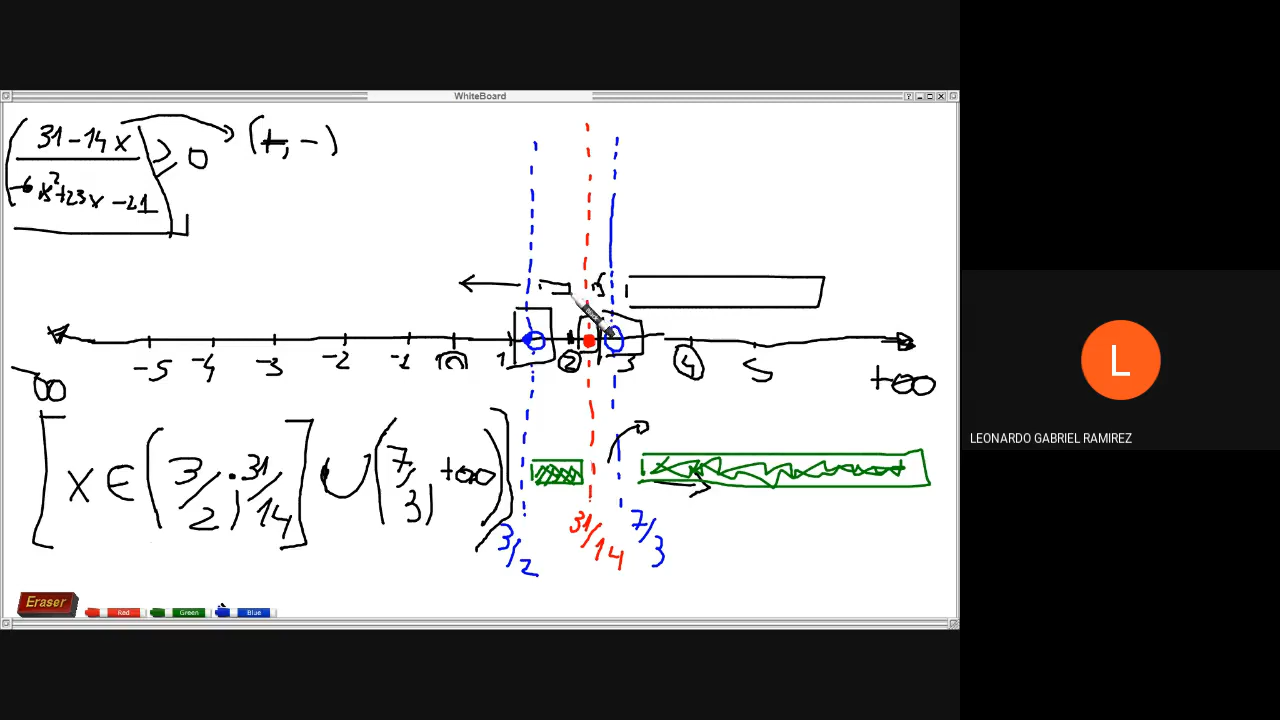 WhiteBoard
31-14x
-6x²+23x-21
≥ 0
(+, -)
-5 -4 -3 -2 -1 0 1 2 3 4 5
-∞ +∞
LEONARDO GABRIEL RAMIREZ
L
x ∈ (3/2; 31/14] ∪ (7/3, +∞)
3/2 31/14 7/3
Eraser Red Green Blue